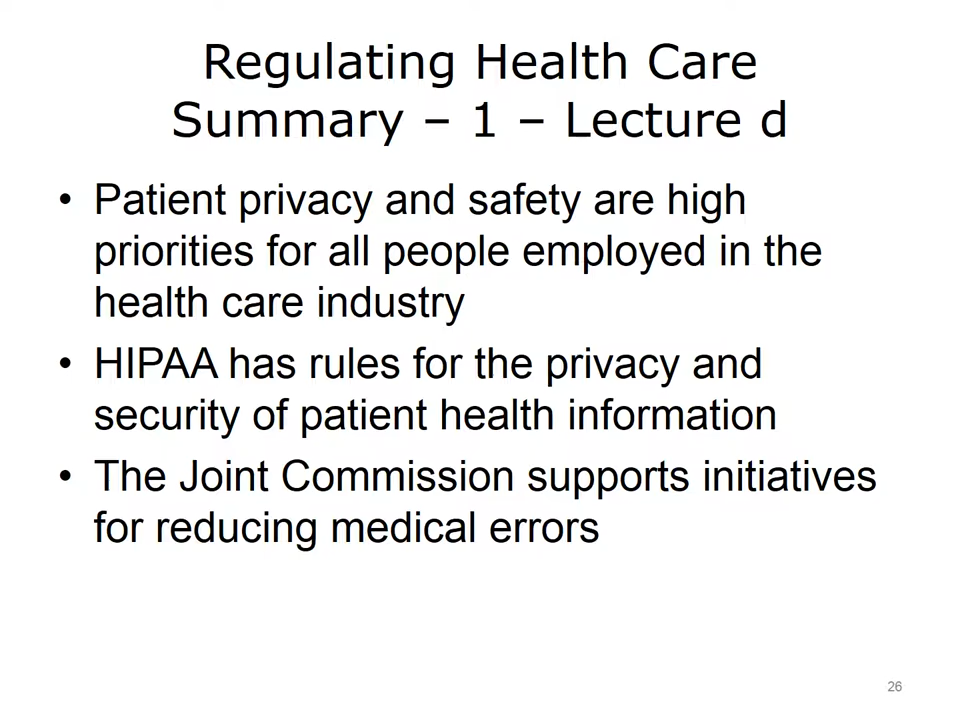 Regulating Health Care
Summary – 1 – Lecture d
• Patient privacy and safety are high
priorities for all people employed in the
health care industry
• HIPAA has rules for the privacy and
security of patient health information
• The Joint Commission supports initiatives
for reducing medical errors
26